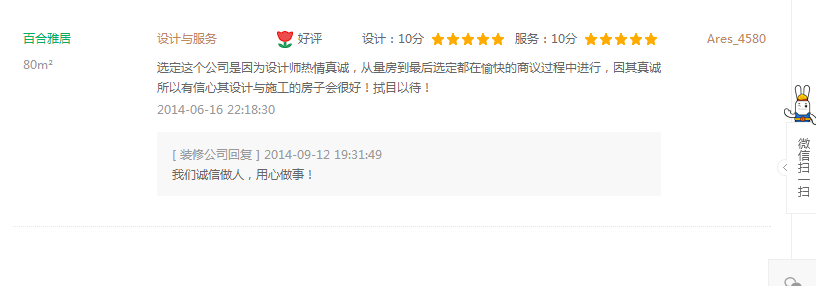 百合雅居 设计与服务 好评 设计：10分 服务：10分 Ares_4580
80m²
选定这个公司是因为设计师热情真诚，从量房到最后选定都在愉快的商议过程中进行，因其真诚
所以有信心其设计与施工的房子会很好！拭目以待！
2014-06-16 22:18:30
[ 装修公司回复 ] 2014-09-12 19:31:49
我们诚信做人，用心做事！
微信扫一扫